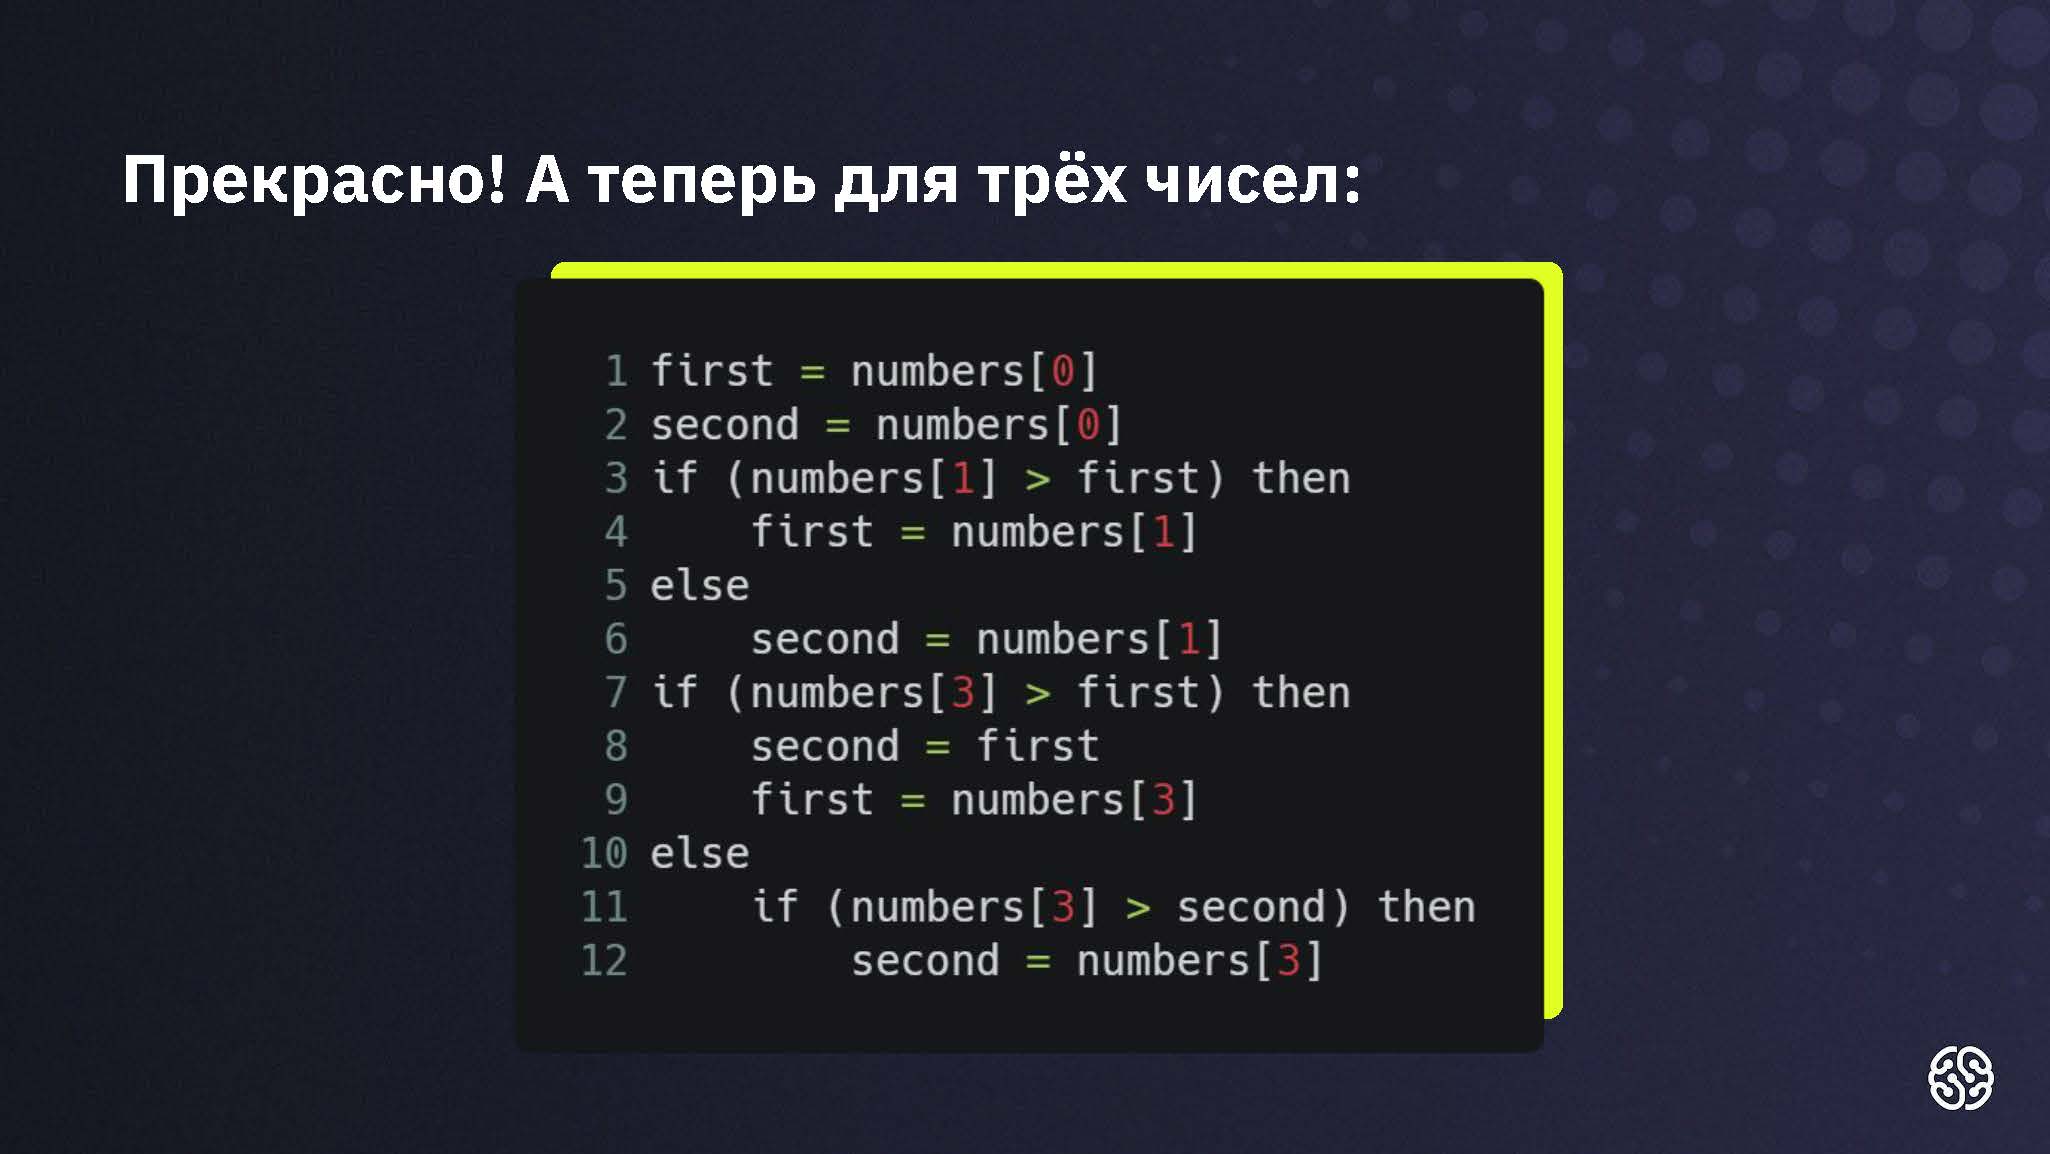 Прекрасно! А теперь для трёх чисел:
1 first = numbers[0]
2 second = numbers[0]
3 if (numbers[1] > first) then
4     first = numbers[1]
5 else
6     second = numbers[1]
7 if (numbers[3] > first) then
8     second = first
9     first = numbers[3]
10 else
11     if (numbers[3] > second) then
12         second = numbers[3]